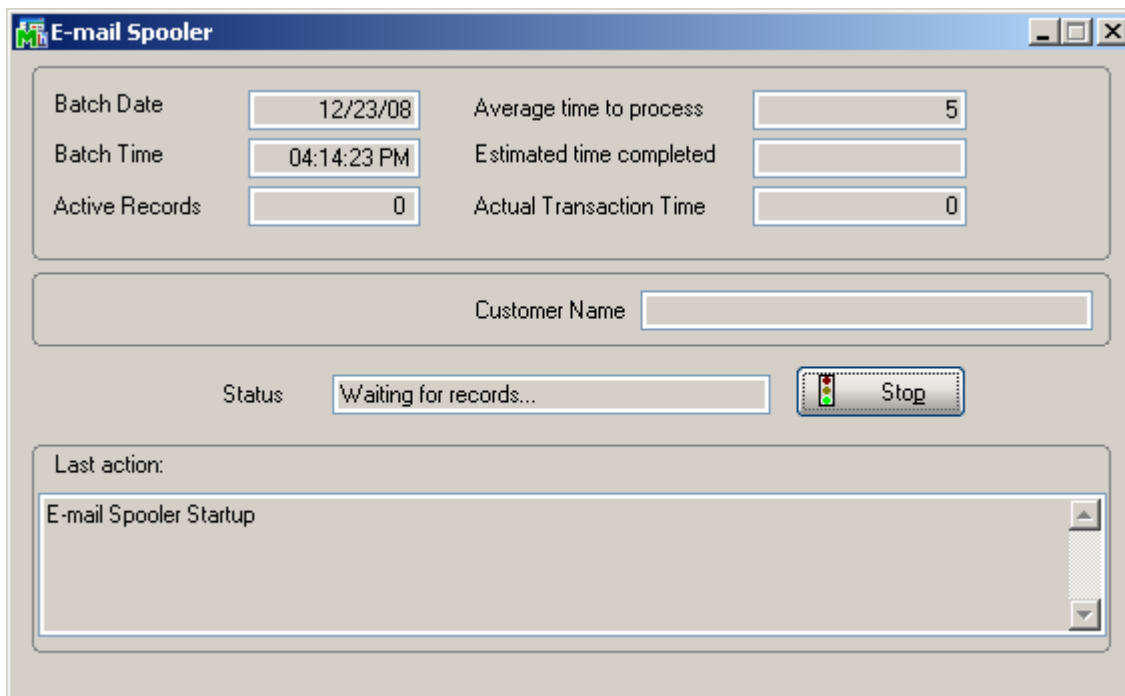 E-mail Spooler
Batch Date 12/23/08 Average time to process 5
Batch Time 04:14:23 PM Estimated time completed
Active Records 0 Actual Transaction Time 0
Customer Name
Status Waiting for records... Stop
Last action:
E-mail Spooler Startup